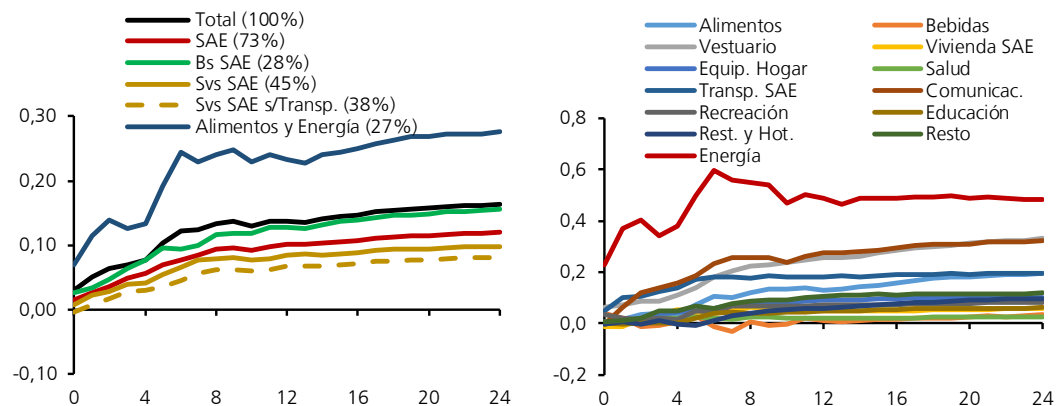 Total (100%)
SAE (73%)
Bs SAE (28%)
Svs SAE (45%)
Svs SAE s/Transp. (38%)
Alimentos y Energía (27%)
0,30
0,20
0,10
0,00
-0,10
0 4 8 12 16 20 24
Alimentos Bebidas
Vestuario Vivienda SAE
Equip. Hogar Salud
Transp. SAE Comunicac.
Recreación Educación
Rest. y Hot. Resto
Energía
0,8
0,6
0,4
0,2
0,0
-0,2
0 4 8 12 16 20 24